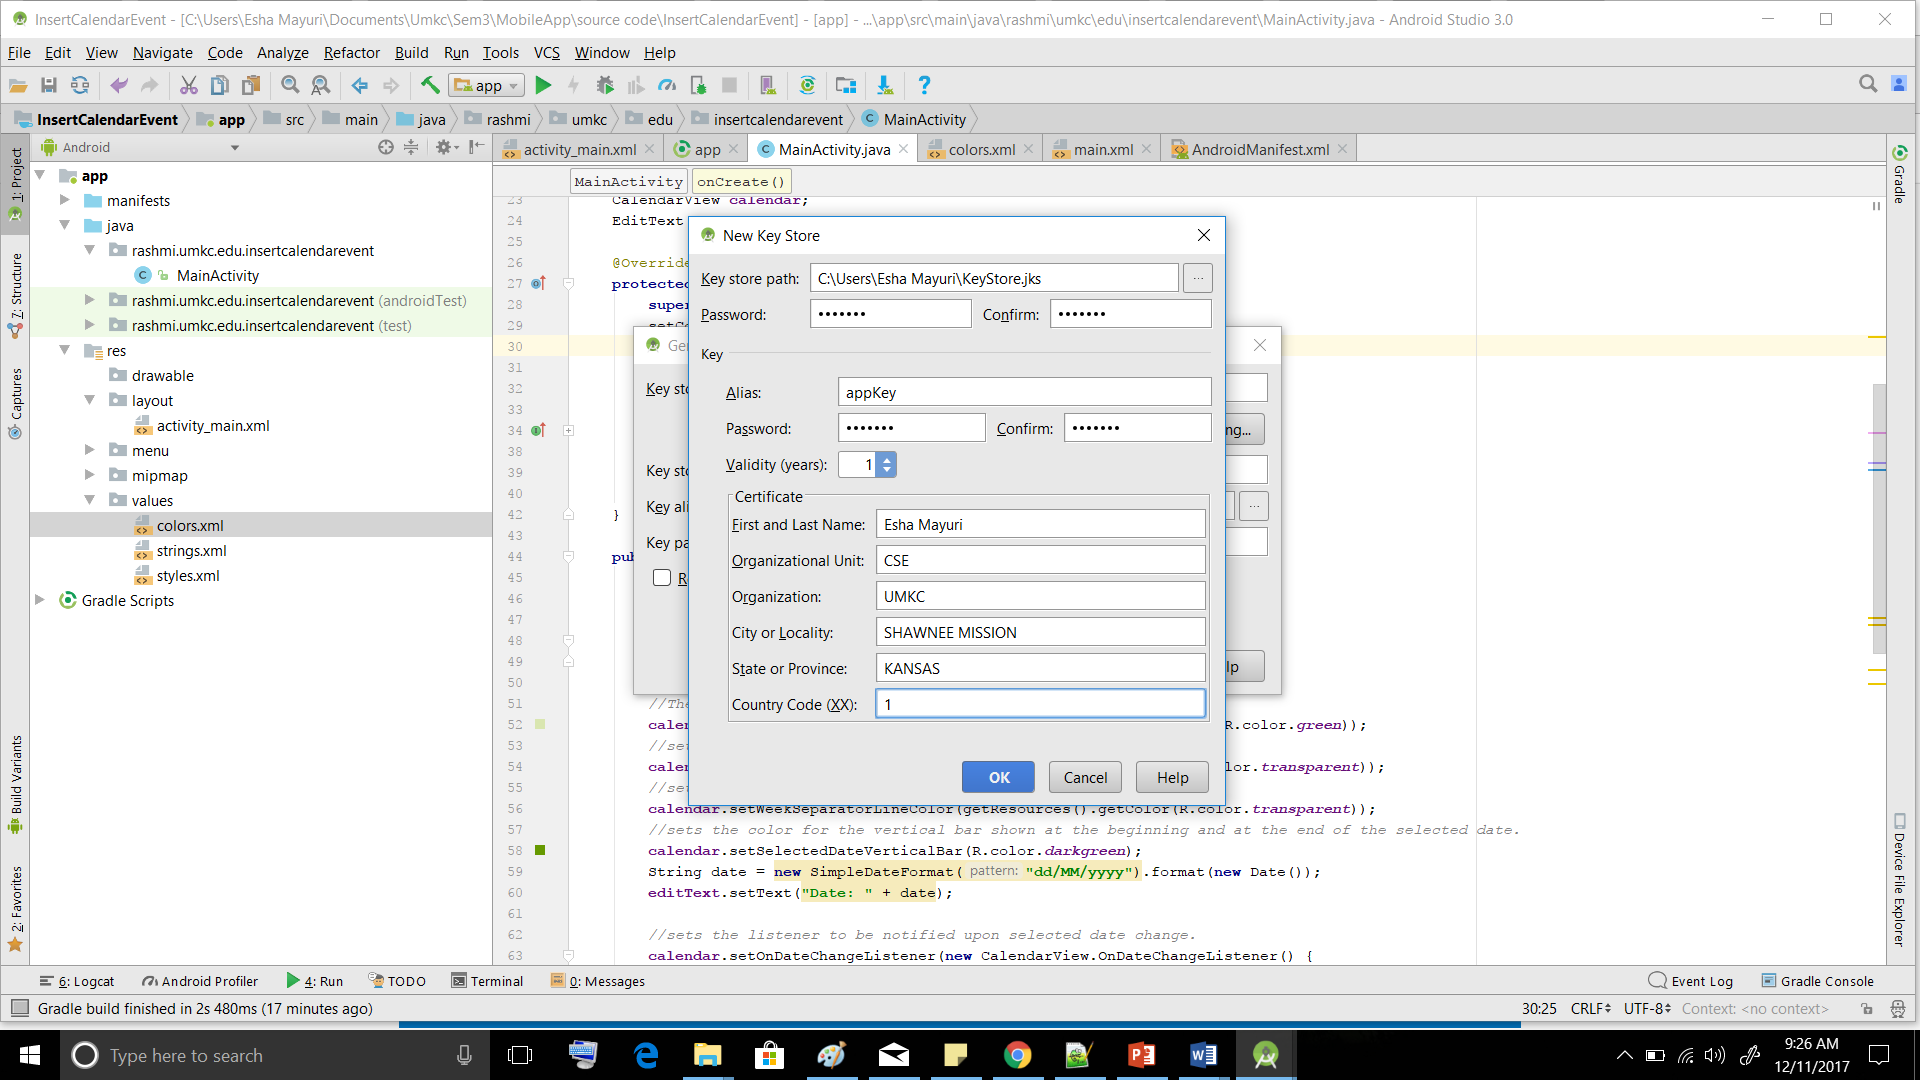 InsertCalendarEvent - [C:\Users\Esha Mayuri\Documents\Umkc\Sem3\MobileApp\source code\InsertCalendarEvent] - [app] - ...\app\src\main\java\rashmi\umkc\edu\insertcalendarevent\MainActivity.java - Android Studio 3.0
File Edit View Navigate Code Analyze Refactor Build Run Tools VCS Window Help
app
InsertCalendarEvent app src main java rashmi umkc edu insertcalendarevent MainActivity
Android
activity_main.xml app MainActivity.java colors.xml main.xml AndroidManifest.xml
MainActivity onCreate()
1: Project
7: Structure
Captures
Build Variants
2: Favorites
app
manifests
java
rashmi.umkc.edu.insertcalendarevent
MainActivity
rashmi.umkc.edu.insertcalendarevent (androidTest)
rashmi.umkc.edu.insertcalendarevent (test)
res
drawable
layout
activity_main.xml
menu
mipmap
values
colors.xml
strings.xml
styles.xml
Gradle Scripts
23 CalendarView calendar;
24 EditText
25
26 @Override
27 protected
28 super
29 setCo
30
31
32
33
34
38
39
40
42 }
43
44 pub
45
46
47
48
49
50
51 //The
52 calen R.color.green));
53 //set
54 calen lor.transparent));
55 //set
56 calendar.setWeekSeparatorLineColor(getResources().getColor(R.color.transparent));
57 //sets the color for the vertical bar shown at the beginning and at the end of the selected date.
58 calendar.setSelectedDateVerticalBar(R.color.darkgreen);
59 String date = new SimpleDateFormat( pattern: "dd/MM/yyyy").format(new Date());
60 editText.setText("Date: " + date);
61
62 //sets the listener to be notified upon selected date change.
63 calendar.setOnDateChangeListener(new CalendarView.OnDateChangeListener() {
Ge
Key sto
ng...
Key sto
Key ali
...
Key pa
R
lp
New Key Store
Key store path: C:\Users\Esha Mayuri\KeyStore.jks ...
Password: ••••••• Confirm: •••••••
Key
Alias: appKey
Password: ••••••• Confirm: •••••••
Validity (years): 1
Certificate
First and Last Name: Esha Mayuri
Organizational Unit: CSE
Organization: UMKC
City or Locality: SHAWNEE MISSION
State or Province: KANSAS
Country Code (XX): 1
OK Cancel Help
Gradle
Device File Explorer
6: Logcat Android Profiler 4: Run TODO Terminal 0: Messages Event Log Gradle Console
Gradle build finished in 2s 480ms (17 minutes ago) 30:25 CRLF UTF-8 Context: <no context>
Type here to search
9:26 AM
12/11/2017